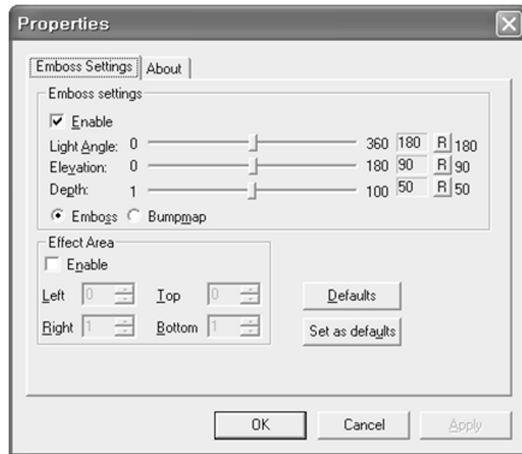 Properties
Emboss Settings About
Emboss settings
Enable
Light Angle: 0 360 180 R 180
Elevation: 0 180 90 R 90
Depth: 1 100 50 R 50
Emboss Bumpmap
Effect Area
Enable
Left 0 Top 0 Defaults
Right 1 Bottom 1 Set as defaults
OK Cancel Apply